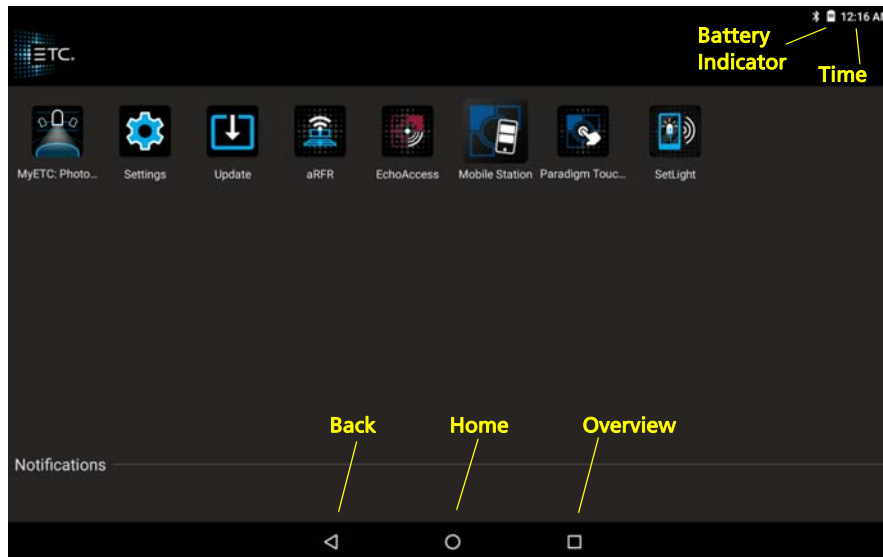 12:16 AM
Battery
Indicator
Time
ETC.
MyETC: Photo...
Settings
Update
aRFR
EchoAccess
Mobile Station
Paradigm Touc...
SetLight
Back
Home
Overview
Notifications